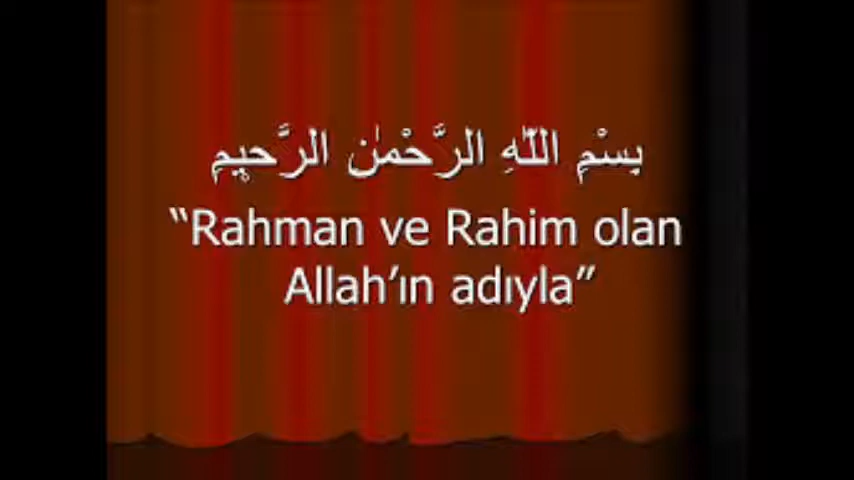 بِسْمِ اللّٰهِ الرَّحْمٰنِ الرَّحٖيمِ
“Rahman ve Rahim olan
Allah’ın adıyla”